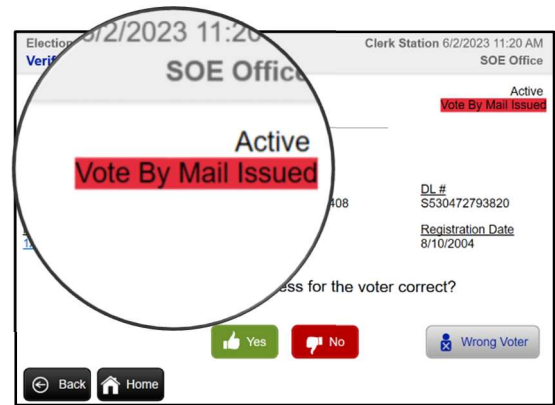 Election
Clerk Station 6/2/2023 11:20 AM
Verif
SOE Office
6/2/2023 11:20
SOE Office
Active
Vote By Mail Issued
Active
Vote By Mail Issued
408
DL #
S530472793820
Registration Date
8/10/2004
ess for the voter correct?
Yes
No
Wrong Voter
Back
Home